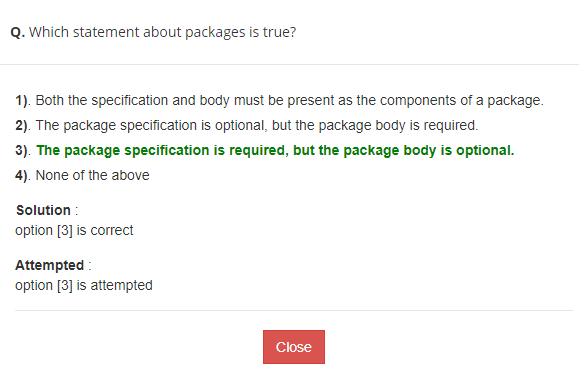 Q. Which statement about packages is true?
1). Both the specification and body must be present as the components of a package.
2). The package specification is optional, but the package body is required.
3). The package specification is required, but the package body is optional.
4). None of the above
Solution :
option [3] is correct
Attempted :
option [3] is attempted
Close